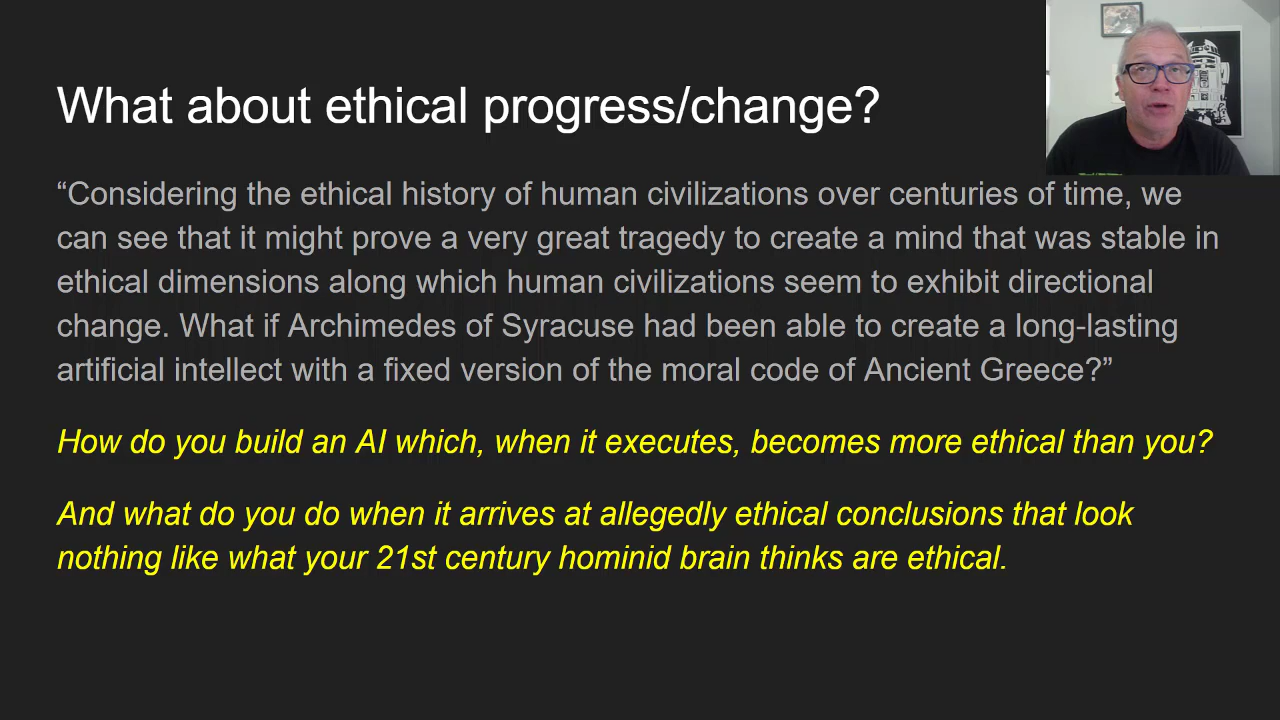 What about ethical progress/change?
“Considering the ethical history of human civilizations over centuries of time, we
can see that it might prove a very great tragedy to create a mind that was stable in
ethical dimensions along which human civilizations seem to exhibit directional
change. What if Archimedes of Syracuse had been able to create a long-lasting
artificial intellect with a fixed version of the moral code of Ancient Greece?”
How do you build an AI which, when it executes, becomes more ethical than you?
And what do you do when it arrives at allegedly ethical conclusions that look
nothing like what your 21st century hominid brain thinks are ethical.